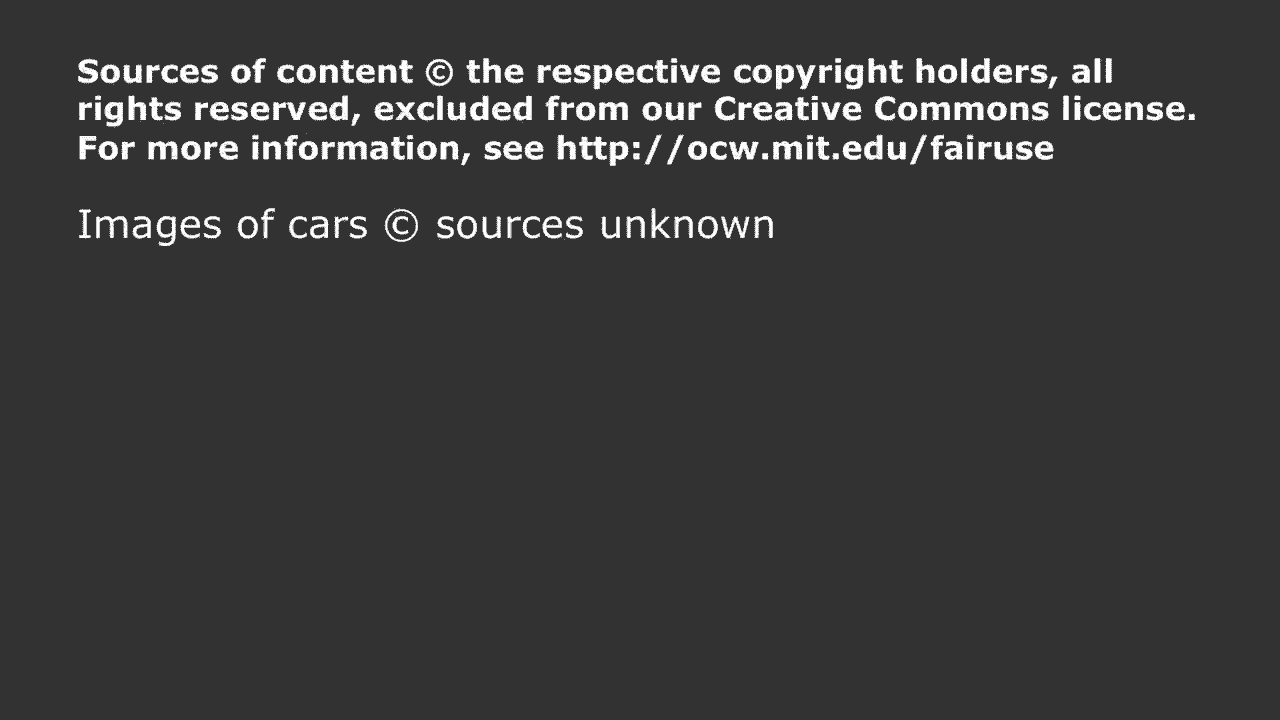 Sources of content © the respective copyright holders, all
rights reserved, excluded from our Creative Commons license.
For more information, see http://ocw.mit.edu/fairuse
Images of cars © sources unknown